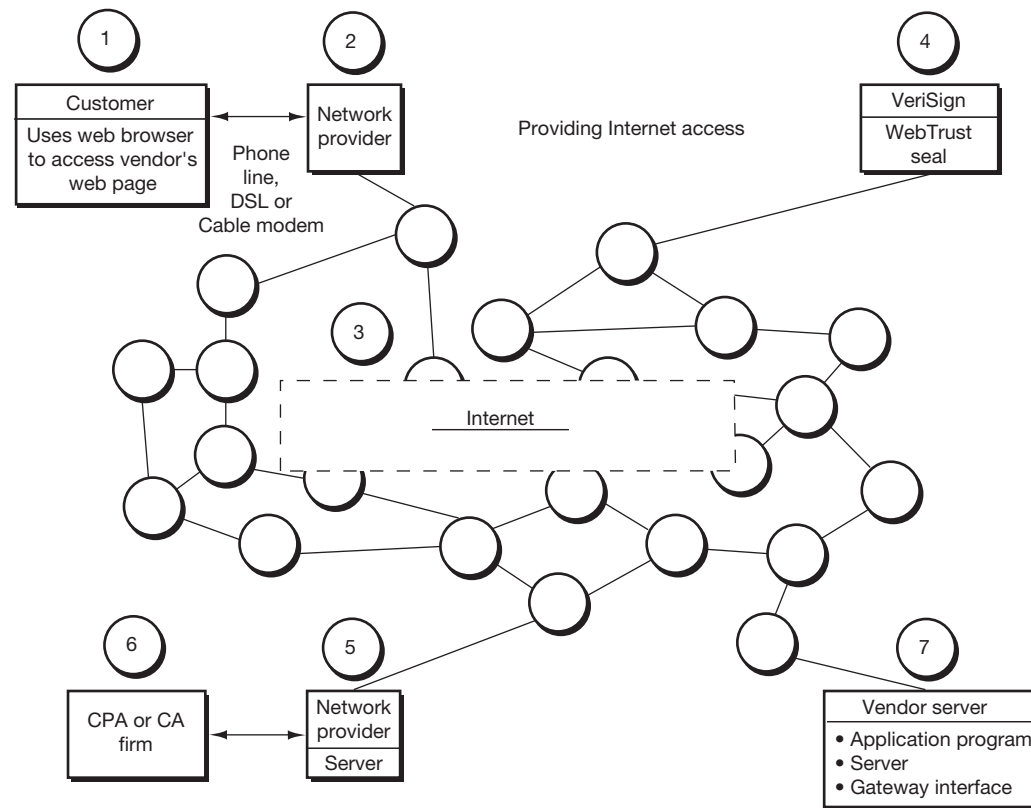 1
2
4
Customer
Uses web browser
to access vendor's
web page
Network
provider
Providing Internet access
VeriSign
WebTrust
seal
Phone
line,
DSL or
Cable modem
3
Internet
6
5
7
CPA or CA
firm
Network
provider
Server
Vendor server
• Application program
• Server
• Gateway interface